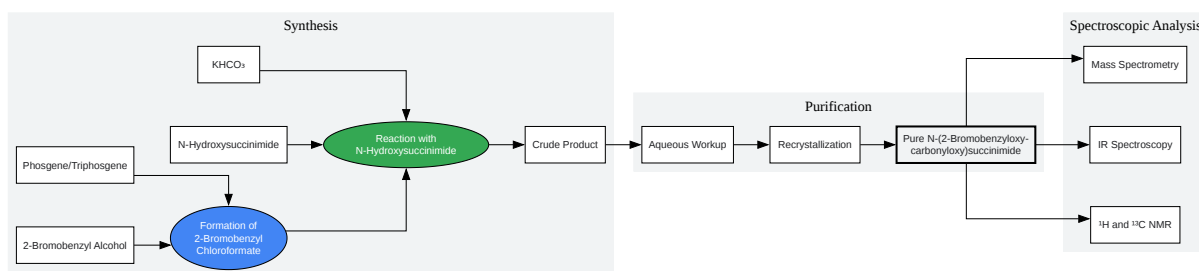 Synthesis
Spectroscopic Analysis
KHCO₃
Mass Spectrometry
Purification
N-Hydroxysuccinimide
Reaction with
N-Hydroxysuccinimide
Crude Product
Aqueous Workup
Recrystallization
Pure N-(2-Bromobenzyloxy-
carbonyloxy)succinimide
IR Spectroscopy
Phosgene/Triphosgene
Formation of
2-Bromobenzyl
Chloroformate
2-Bromobenzyl Alcohol
¹H and ¹³C NMR